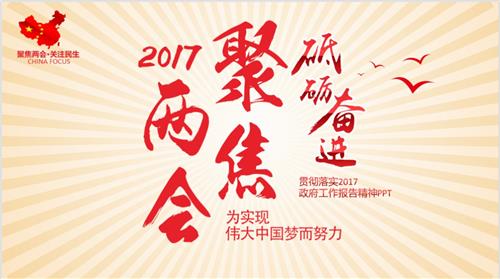 聚焦两会·关注民生
CHINA FOCUS
2017
聚焦
两会
砥砺奋进
贯彻落实2017
政府工作报告精神PPT
为实现
伟大中国梦而努力